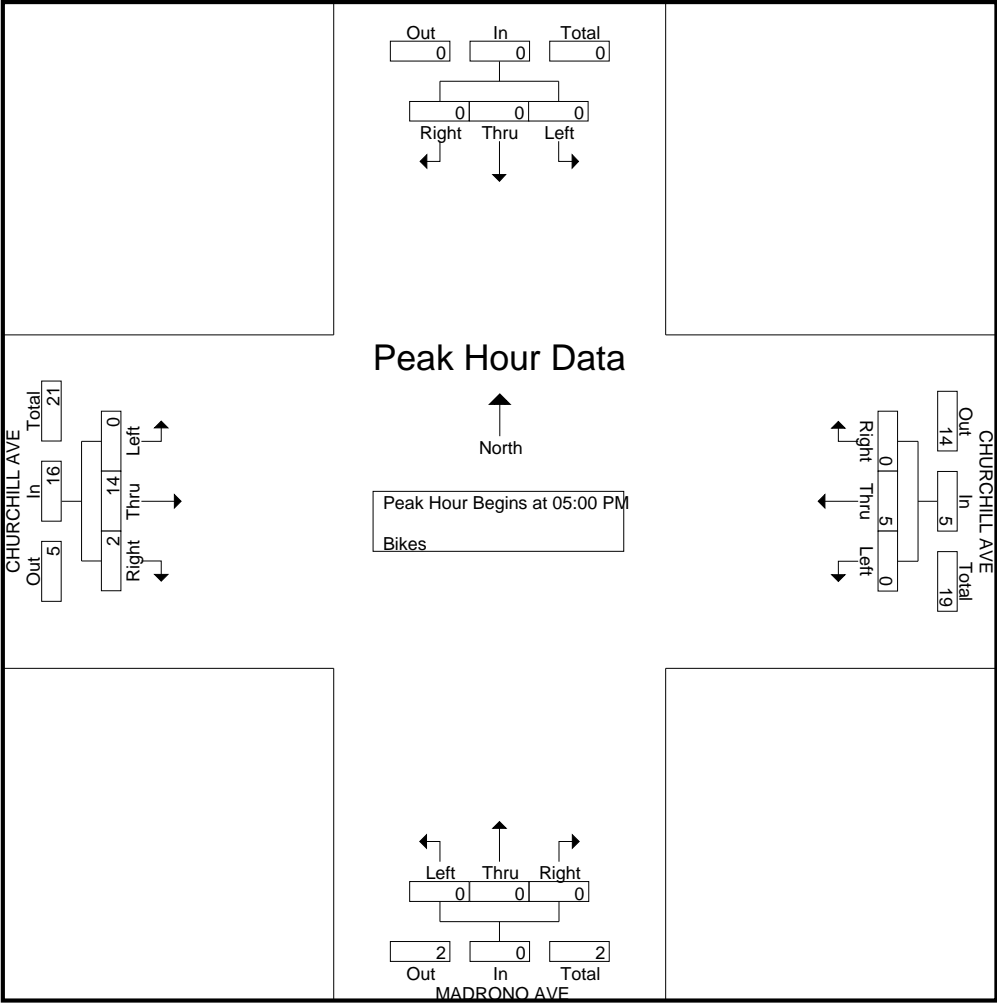 Out In Total
0 0 0
0 0 0
Right Thru Left
Peak Hour Data
North
Peak Hour Begins at 05:00 PM
Bikes
CHURCHILL AVE
Total In Out
21 16 5
0 14 2
Left Thru Right
CHURCHILL AVE
Out In Total
14 5 19
Right Thru Left
0 5 0
Left Thru Right
0 0 0
2 0 2
Out In Total
MADRONO AVE